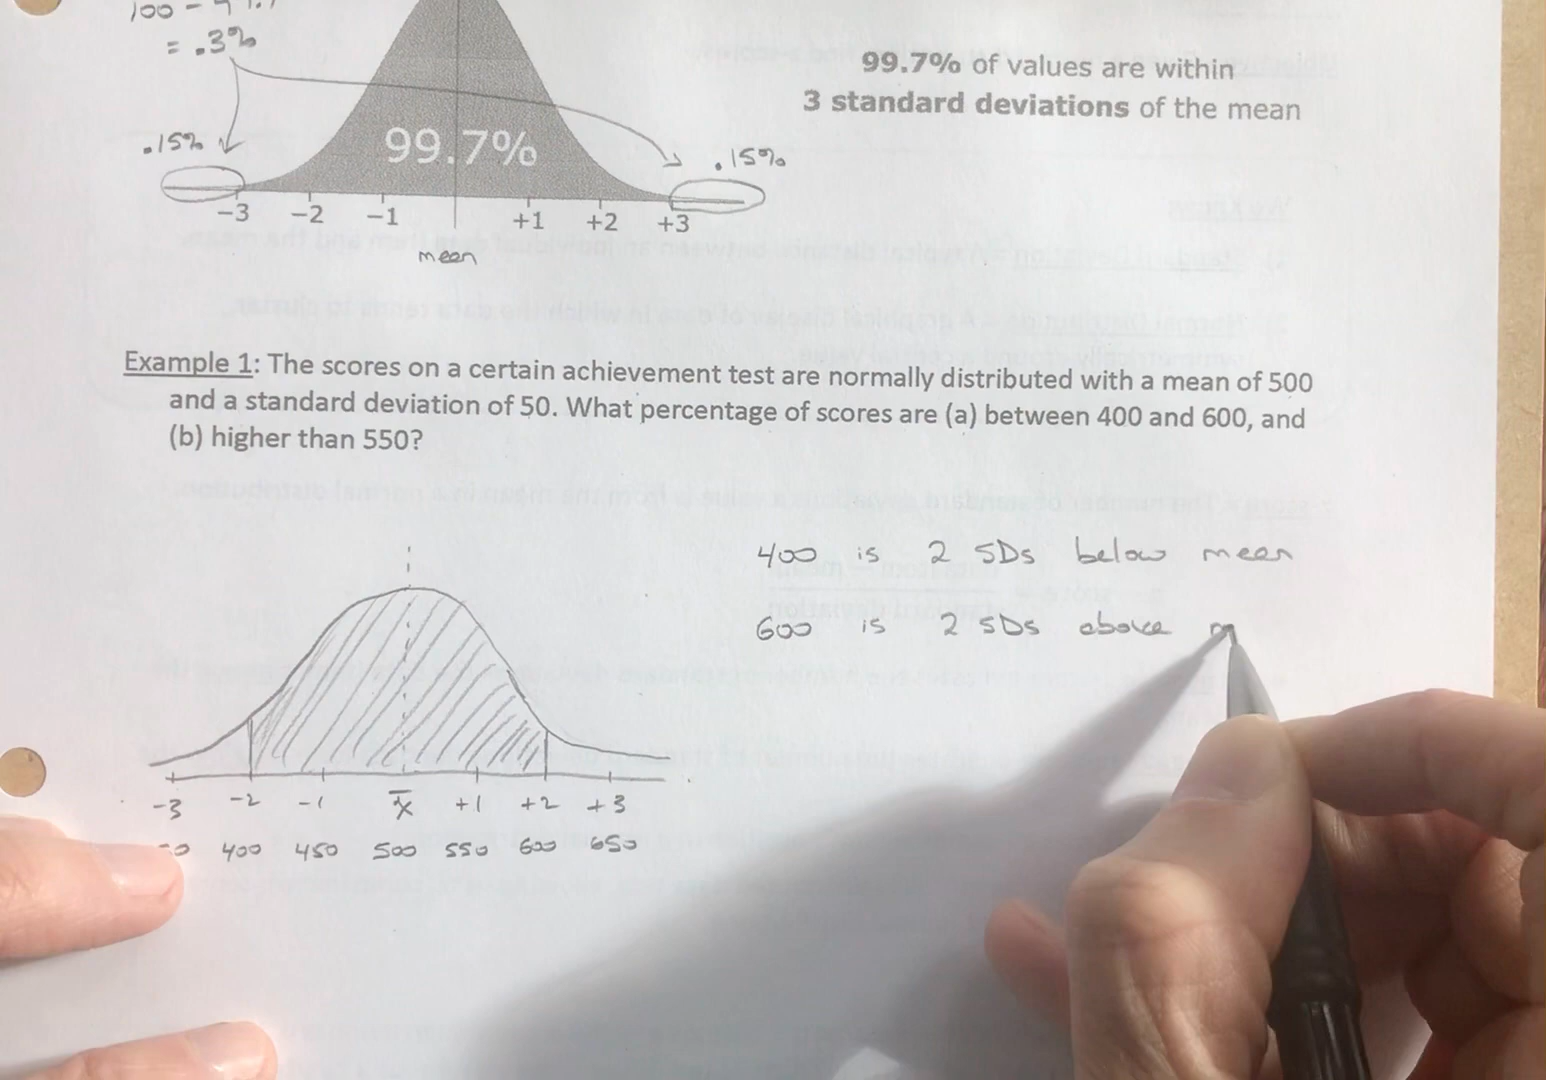 100 -
= .3%
99.7% of values are within
3 standard deviations of the mean
.15%
99.7%
.15%
-3 -2 -1 +1 +2 +3
mean
Example 1: The scores on a certain achievement test are normally distributed with a mean of 500
and a standard deviation of 50. What percentage of scores are (a) between 400 and 600, and
(b) higher than 550?
400 is 2 SDs below mean
600 is 2 SDs above m
-3 -2 -1 x̅ +1 +2 +3
400 450 500 550 600 650